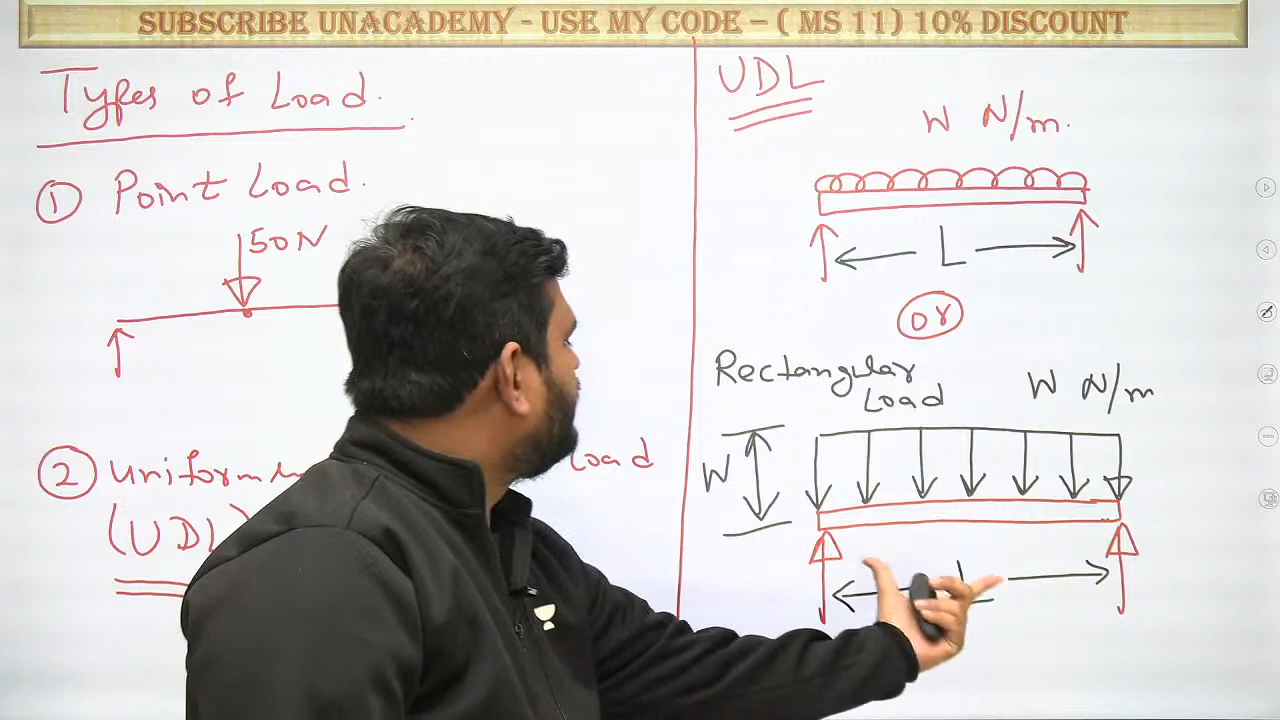 SUBSCRIBE UNACADEMY - USE MY CODE – ( MS 11) 10% DISCOUNT
Types of Load.
① Point Load.
50N
② uniforme
Load
(UDL)
UDL
W N/m.
L
or
Rectangular
Load
W N/m
W
L